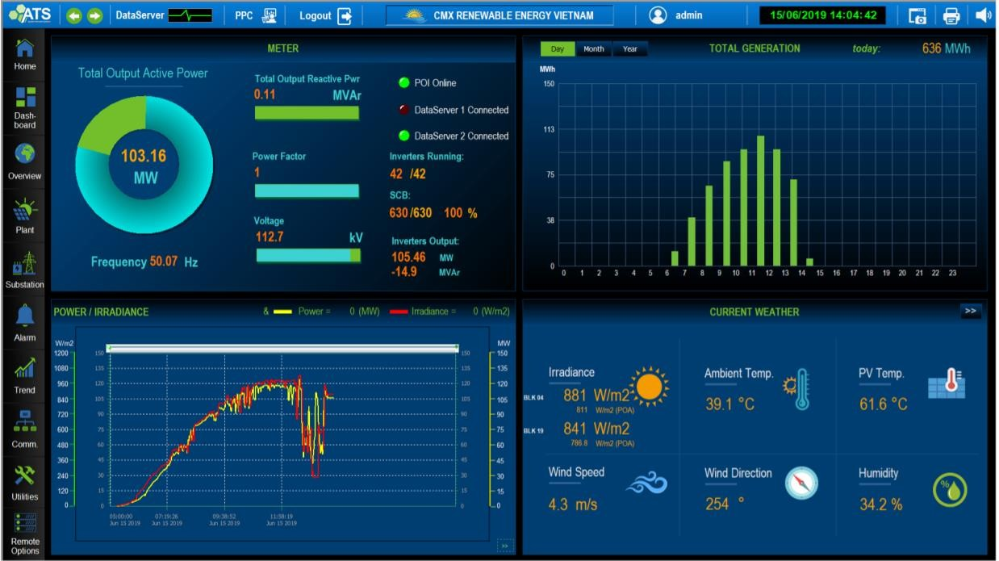 ATS
DataServer
PPC
Logout
CMX RENEWABLE ENERGY VIETNAM
admin
15/06/2019 14:04:42
Home
Dash-
board
Overview
Plant
Substation
Alarm
Trend
Comm.
Utilities
Remote
Options
METER
Total Output Active Power
103.16
MW
Frequency 50.07 Hz
Total Output Reactive Pwr
0.11 MVAr
Power Factor
1
Voltage
112.7 kV
POI Online
DataServer 1 Connected
DataServer 2 Connected
Inverters Running:
42 /42
SCB:
630/630 100 %
Inverters Output:
105.46 MW
-14.9 MVAr
Day Month Year
TOTAL GENERATION
today: 636 MWh
MWh
150
113
75
38
0
0 1 2 3 4 5 6 7 8 9 10 11 12 13 14 15 16 17 18 19 20 21 22 23
POWER / IRRADIANCE
& Power = 0 (MW) Irradiance = 0 (W/m2)
W/m2 MW
1200 150 150 150
1080 135 135 135
960 120 120 120
840 105 105 105
720 90 90 90
600 75 75 75
480 60 60 60
360 45 45 45
240 30 30 30
120 15 15 15
0 0 0 0
05:00:00 07:19:26 09:38:52 11:58:19
Jun 15 2019 Jun 15 2019 Jun 15 2019 Jun 15 2019
>>
CURRENT WEATHER
>>
Irradiance
BLK 04 881 W/m2
811 W/m2 (POA)
BLK 19 841 W/m2
786.8 W/m2 (POA)
Ambient Temp.
39.1 °C
PV Temp.
61.6 °C
Wind Speed
4.3 m/s
Wind Direction
254 °
Humidity
34.2 %
%